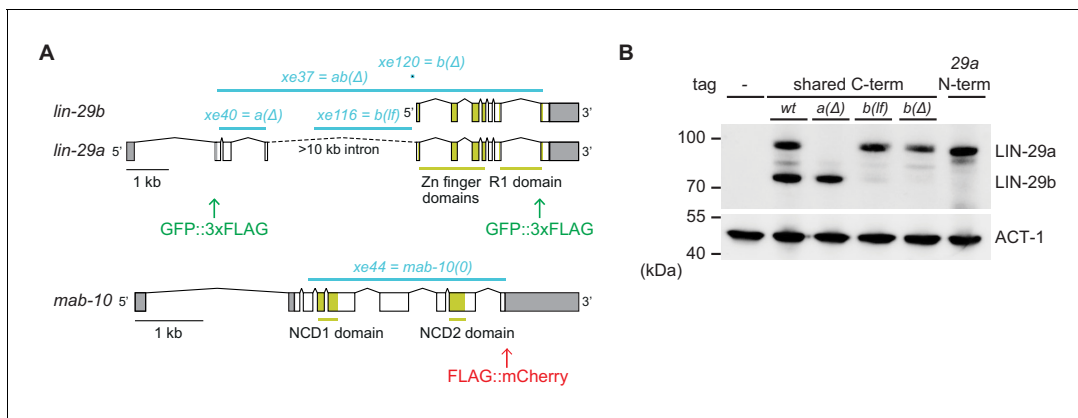 A
xe120 = b(Δ)
xe37 = ab(Δ)
*
lin-29b 5' 3'
xe40 = a(Δ) xe116 = b(lf)
lin-29a 5' 3'
>10 kb intron
1 kb
Zn finger domains R1 domain
GFP::3xFLAG GFP::3xFLAG
xe44 = mab-10(0)
mab-10 5' 3'
1 kb NCD1 domain NCD2 domain
FLAG::mCherry
B
29a
tag - shared C-term N-term
wt a(Δ) b(lf) b(Δ)
100
LIN-29a
70 LIN-29b
55
ACT-1
40
(kDa)